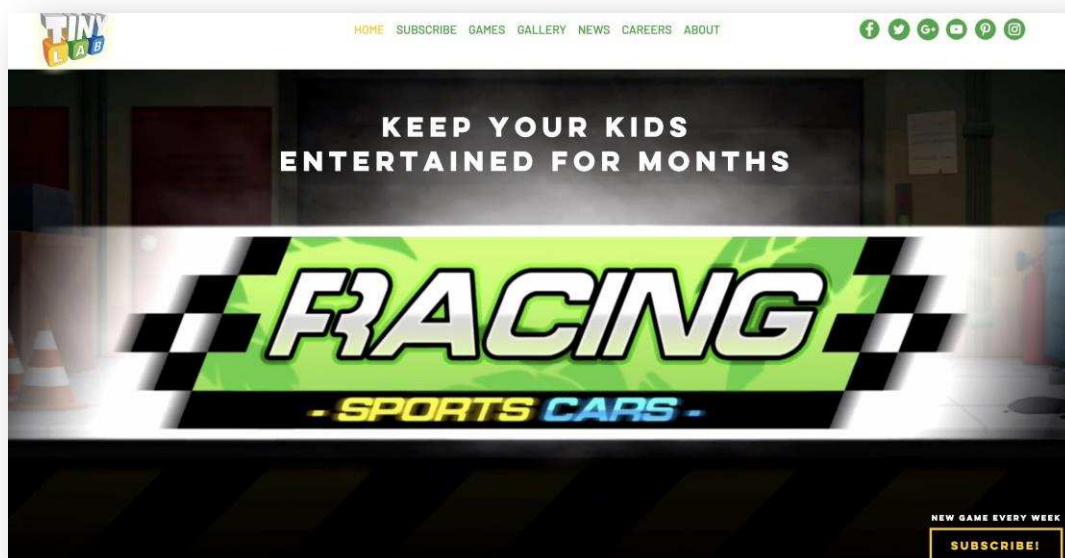 TINY
LAB
HOME SUBSCRIBE GAMES GALLERY NEWS CAREERS ABOUT
KEEP YOUR KIDS
ENTERTAINED FOR MONTHS
RACING
- SPORTS CARS -
NEW GAME EVERY WEEK
SUBSCRIBE!